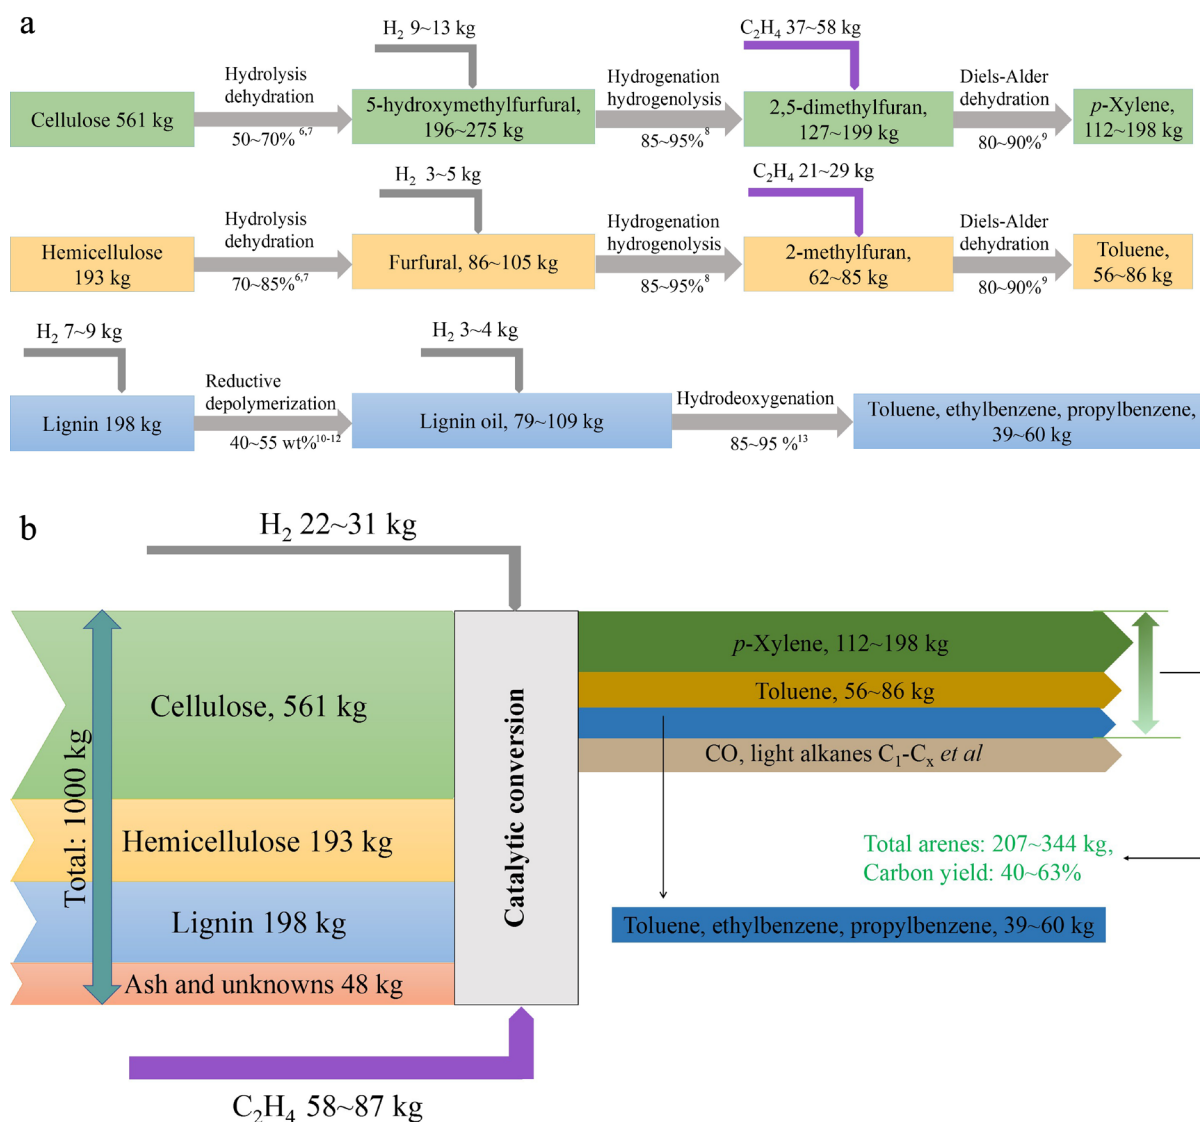 a
H₂ 9~13 kg
C₂H₄ 37~58 kg
Cellulose 561 kg
Hydrolysis
dehydration
50~70%⁶,⁷
5-hydroxymethylfurfural,
196~275 kg
Hydrogenation
hydrogenolysis
85~95%⁸
2,5-dimethylfuran,
127~199 kg
Diels-Alder
dehydration
80~90%⁹
p-Xylene,
112~198 kg
H₂ 3~5 kg
C₂H₄ 21~29 kg
Hemicellulose
193 kg
Hydrolysis
dehydration
70~85%⁶,⁷
Furfural, 86~105 kg
Hydrogenation
hydrogenolysis
85~95%⁸
2-methylfuran,
62~85 kg
Diels-Alder
dehydration
80~90%⁹
Toluene,
56~86 kg
H₂ 7~9 kg
H₂ 3~4 kg
Lignin 198 kg
Reductive
depolymerization
40~55 wt%¹⁰⁻¹²
Lignin oil, 79~109 kg
Hydrodeoxygenation
85~95 %¹³
Toluene, ethylbenzene, propylbenzene,
39~60 kg
b
H₂ 22~31 kg
Total: 1000 kg
Cellulose, 561 kg
Hemicellulose 193 kg
Lignin 198 kg
Ash and unknowns 48 kg
Catalytic conversion
C₂H₄ 58~87 kg
p-Xylene, 112~198 kg
Toluene, 56~86 kg
CO, light alkanes C₁-Cₓ et al
Total arenes: 207~344 kg,
Carbon yield: 40~63%
Toluene, ethylbenzene, propylbenzene, 39~60 kg